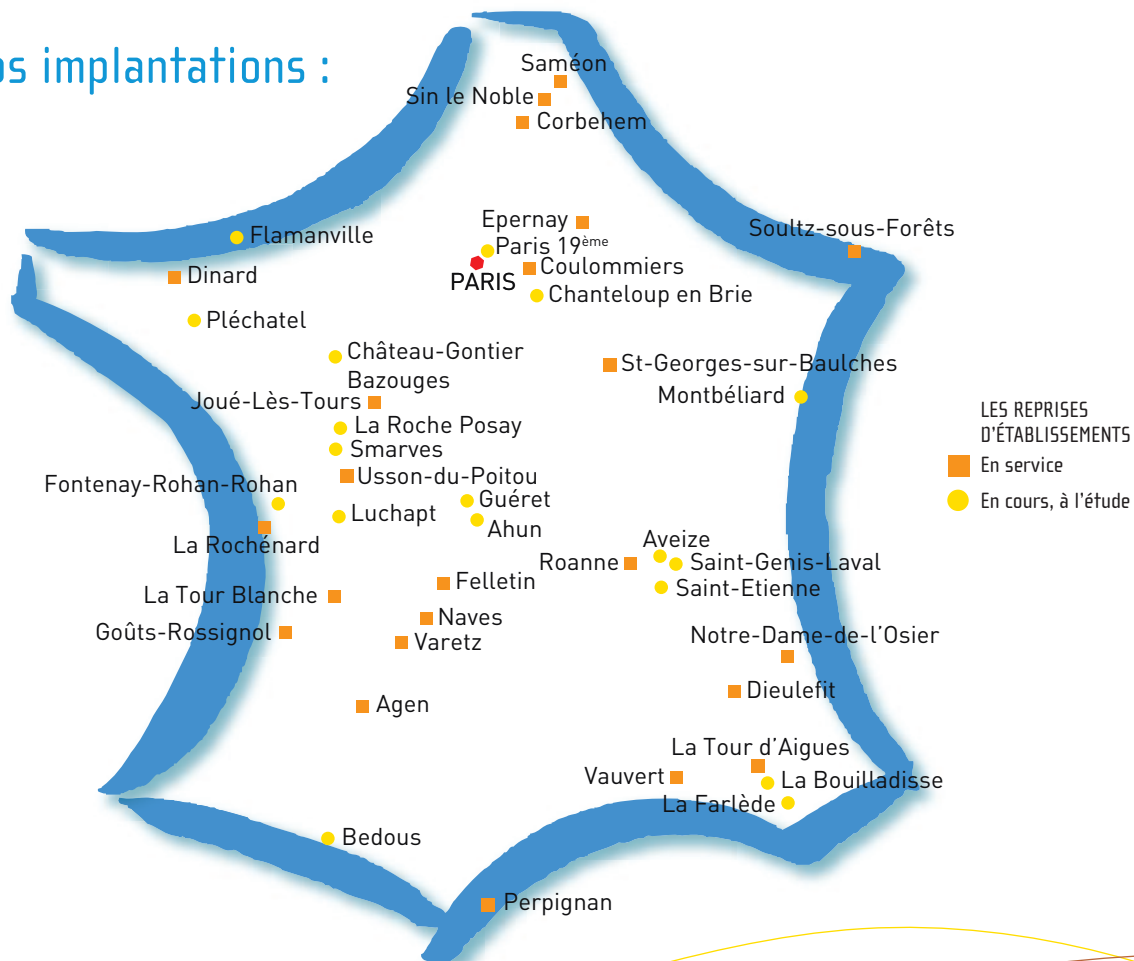 os implantations :
Saméon
Sin le Noble
Corbehem
Epernay
Soultz-sous-Forêts
Flamanville
Paris 19ème
Dinard
Coulommiers
PARIS
Chanteloup en Brie
Pléchatel
Château-Gontier
Bazouges
St-Georges-sur-Baulches
Montbéliard
Joué-Lès-Tours
LES REPRISES
D'ÉTABLISSEMENTS
La Roche Posay
Smarves
En service
Usson-du-Poitou
Fontenay-Rohan-Rohan
Guéret
En cours, à l'étude
Luchapt
Ahun
La Rochénard
Aveize
Roanne
Saint-Genis-Laval
Felletin
Saint-Etienne
La Tour Blanche
Naves
Goûts-Rossignol
Varetz
Notre-Dame-de-l'Osier
Dieulefit
Agen
La Tour d'Aigues
Vauvert
La Bouilladisse
La Farlède
Bedous
Perpignan